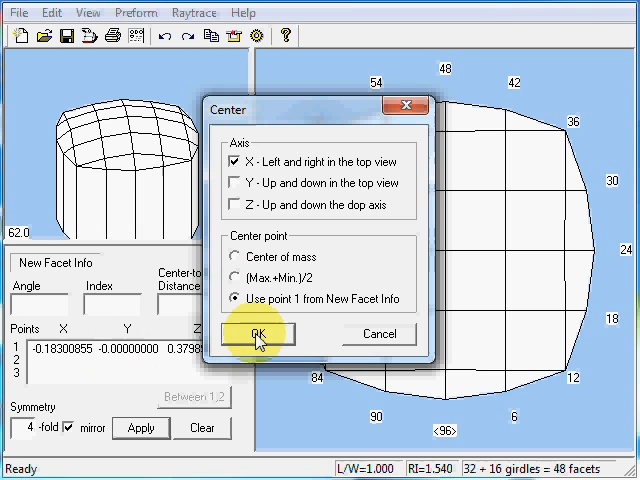 File Edit View Preform Raytrace Help
48
54 42
Center
36
Axis
X - Left and right in the top view
Y - Up and down in the top view
30
Z - Up and down the dop axis
62.0
Center point
24
New Facet Info
Center of mass
Angle Index Center-to
Distance
(Max.+Min.)/2
Use point 1 from New Facet Info
18
Points X Y Z
OK Cancel
1 -0.18300855 -0.00000000 0.3798
2
3
84 12
Between 1,2
Symmetry
90 6
4 -fold mirror Apply Clear
<96>
Ready L/W=1.000 RI=1.540 32 + 16 girdles = 48 facets